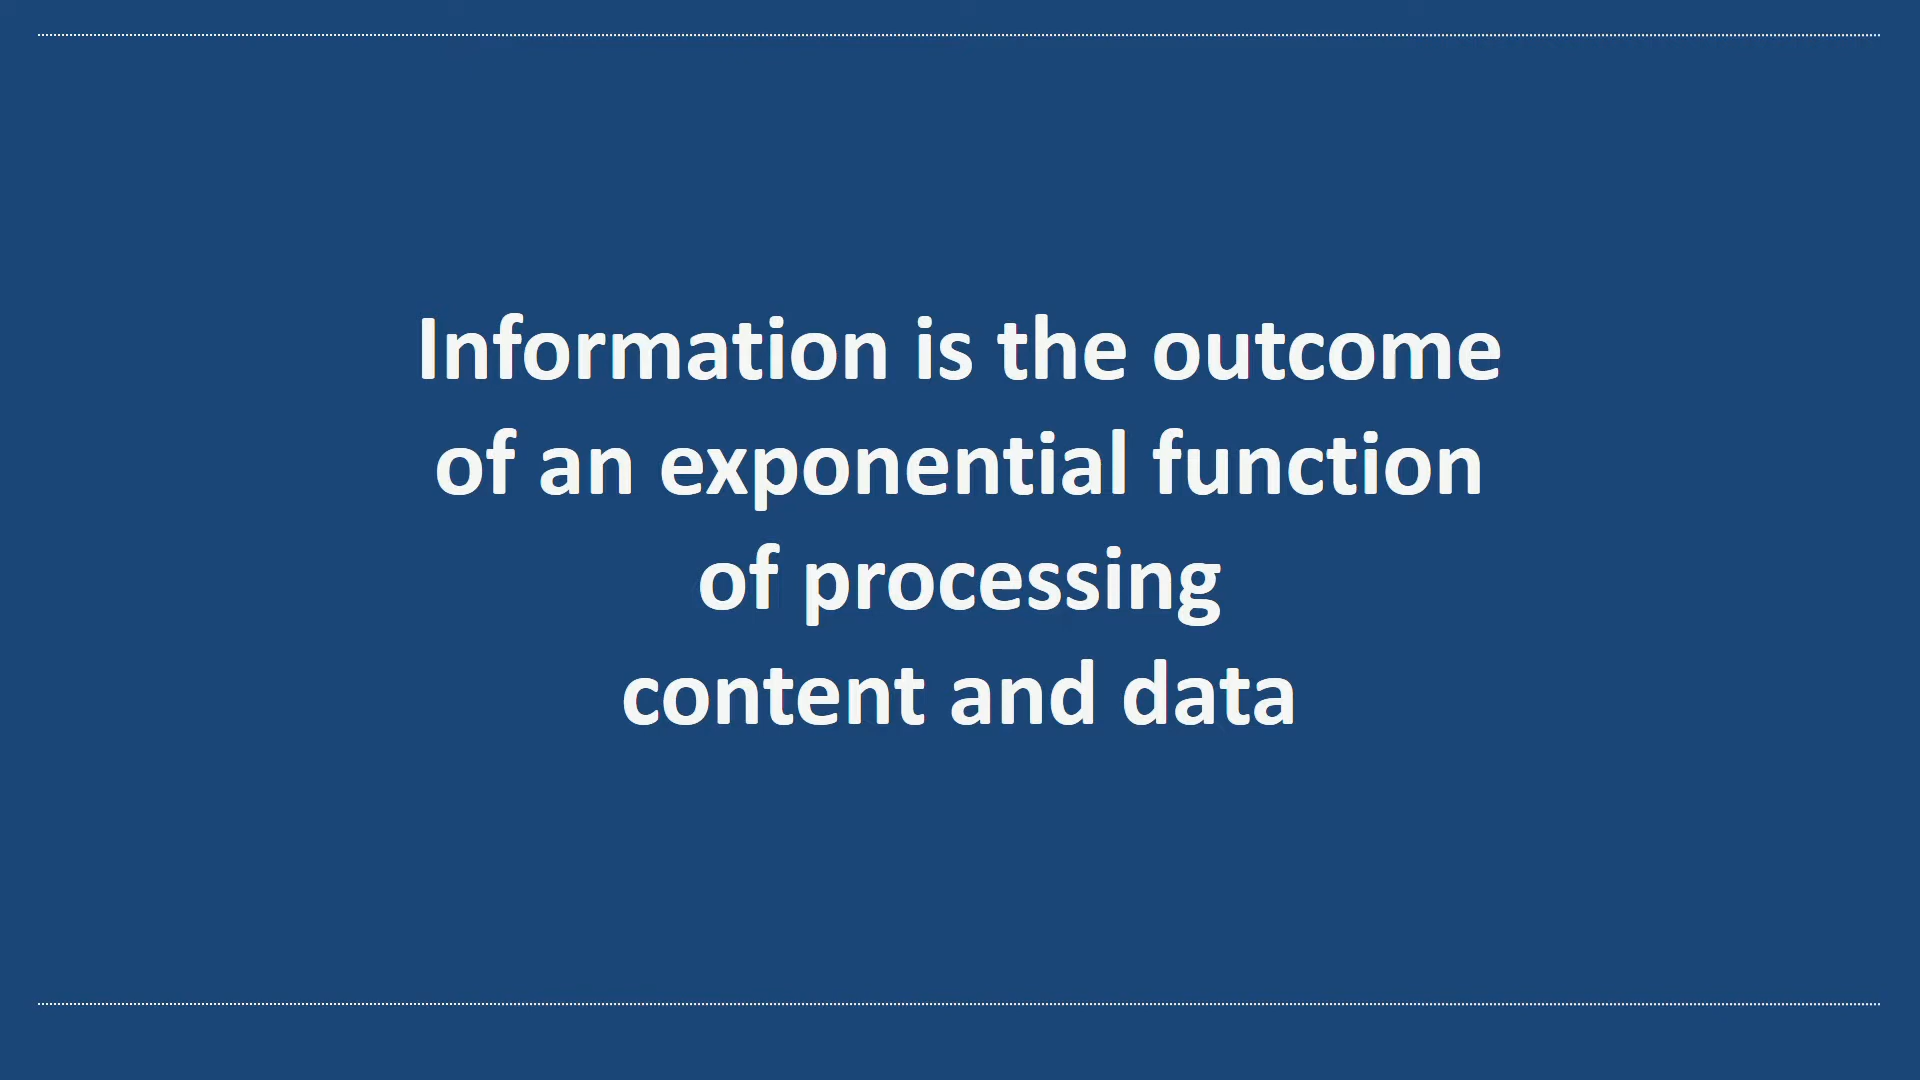 Information is the outcome
of an exponential function
of processing
content and data